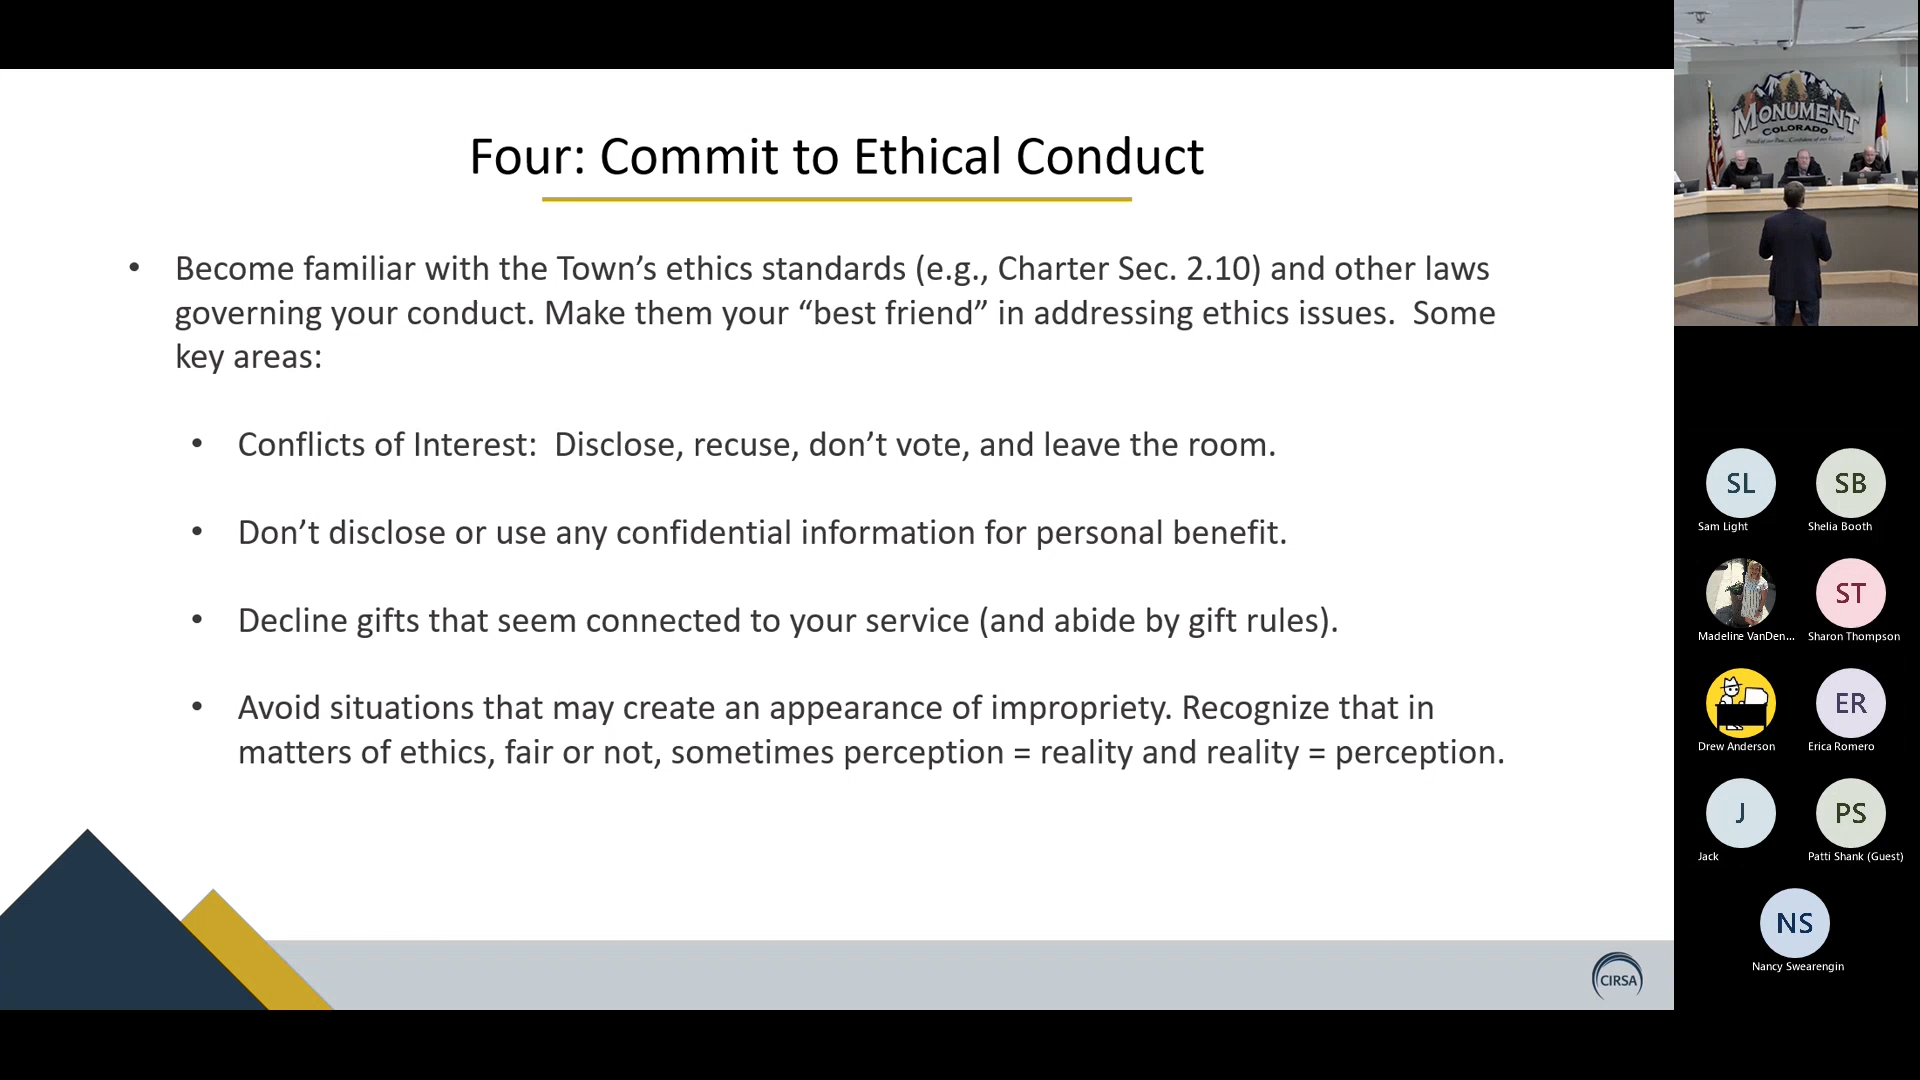 Four: Commit to Ethical Conduct
• Become familiar with the Town’s ethics standards (e.g., Charter Sec. 2.10) and other laws
governing your conduct. Make them your “best friend” in addressing ethics issues.  Some
key areas:
• Conflicts of Interest:  Disclose, recuse, don’t vote, and leave the room.
• Don’t disclose or use any confidential information for personal benefit.
• Decline gifts that seem connected to your service (and abide by gift rules).
• Avoid situations that may create an appearance of impropriety. Recognize that in
matters of ethics, fair or not, sometimes perception = reality and reality = perception.
CIRSA
MONUMENT
COLORADO
SL
Sam Light
SB
Shelia Booth
Madeline VanDen...
ST
Sharon Thompson
Drew Anderson
ER
Erica Romero
J
Jack
PS
Patti Shank (Guest)
NS
Nancy Swearengin